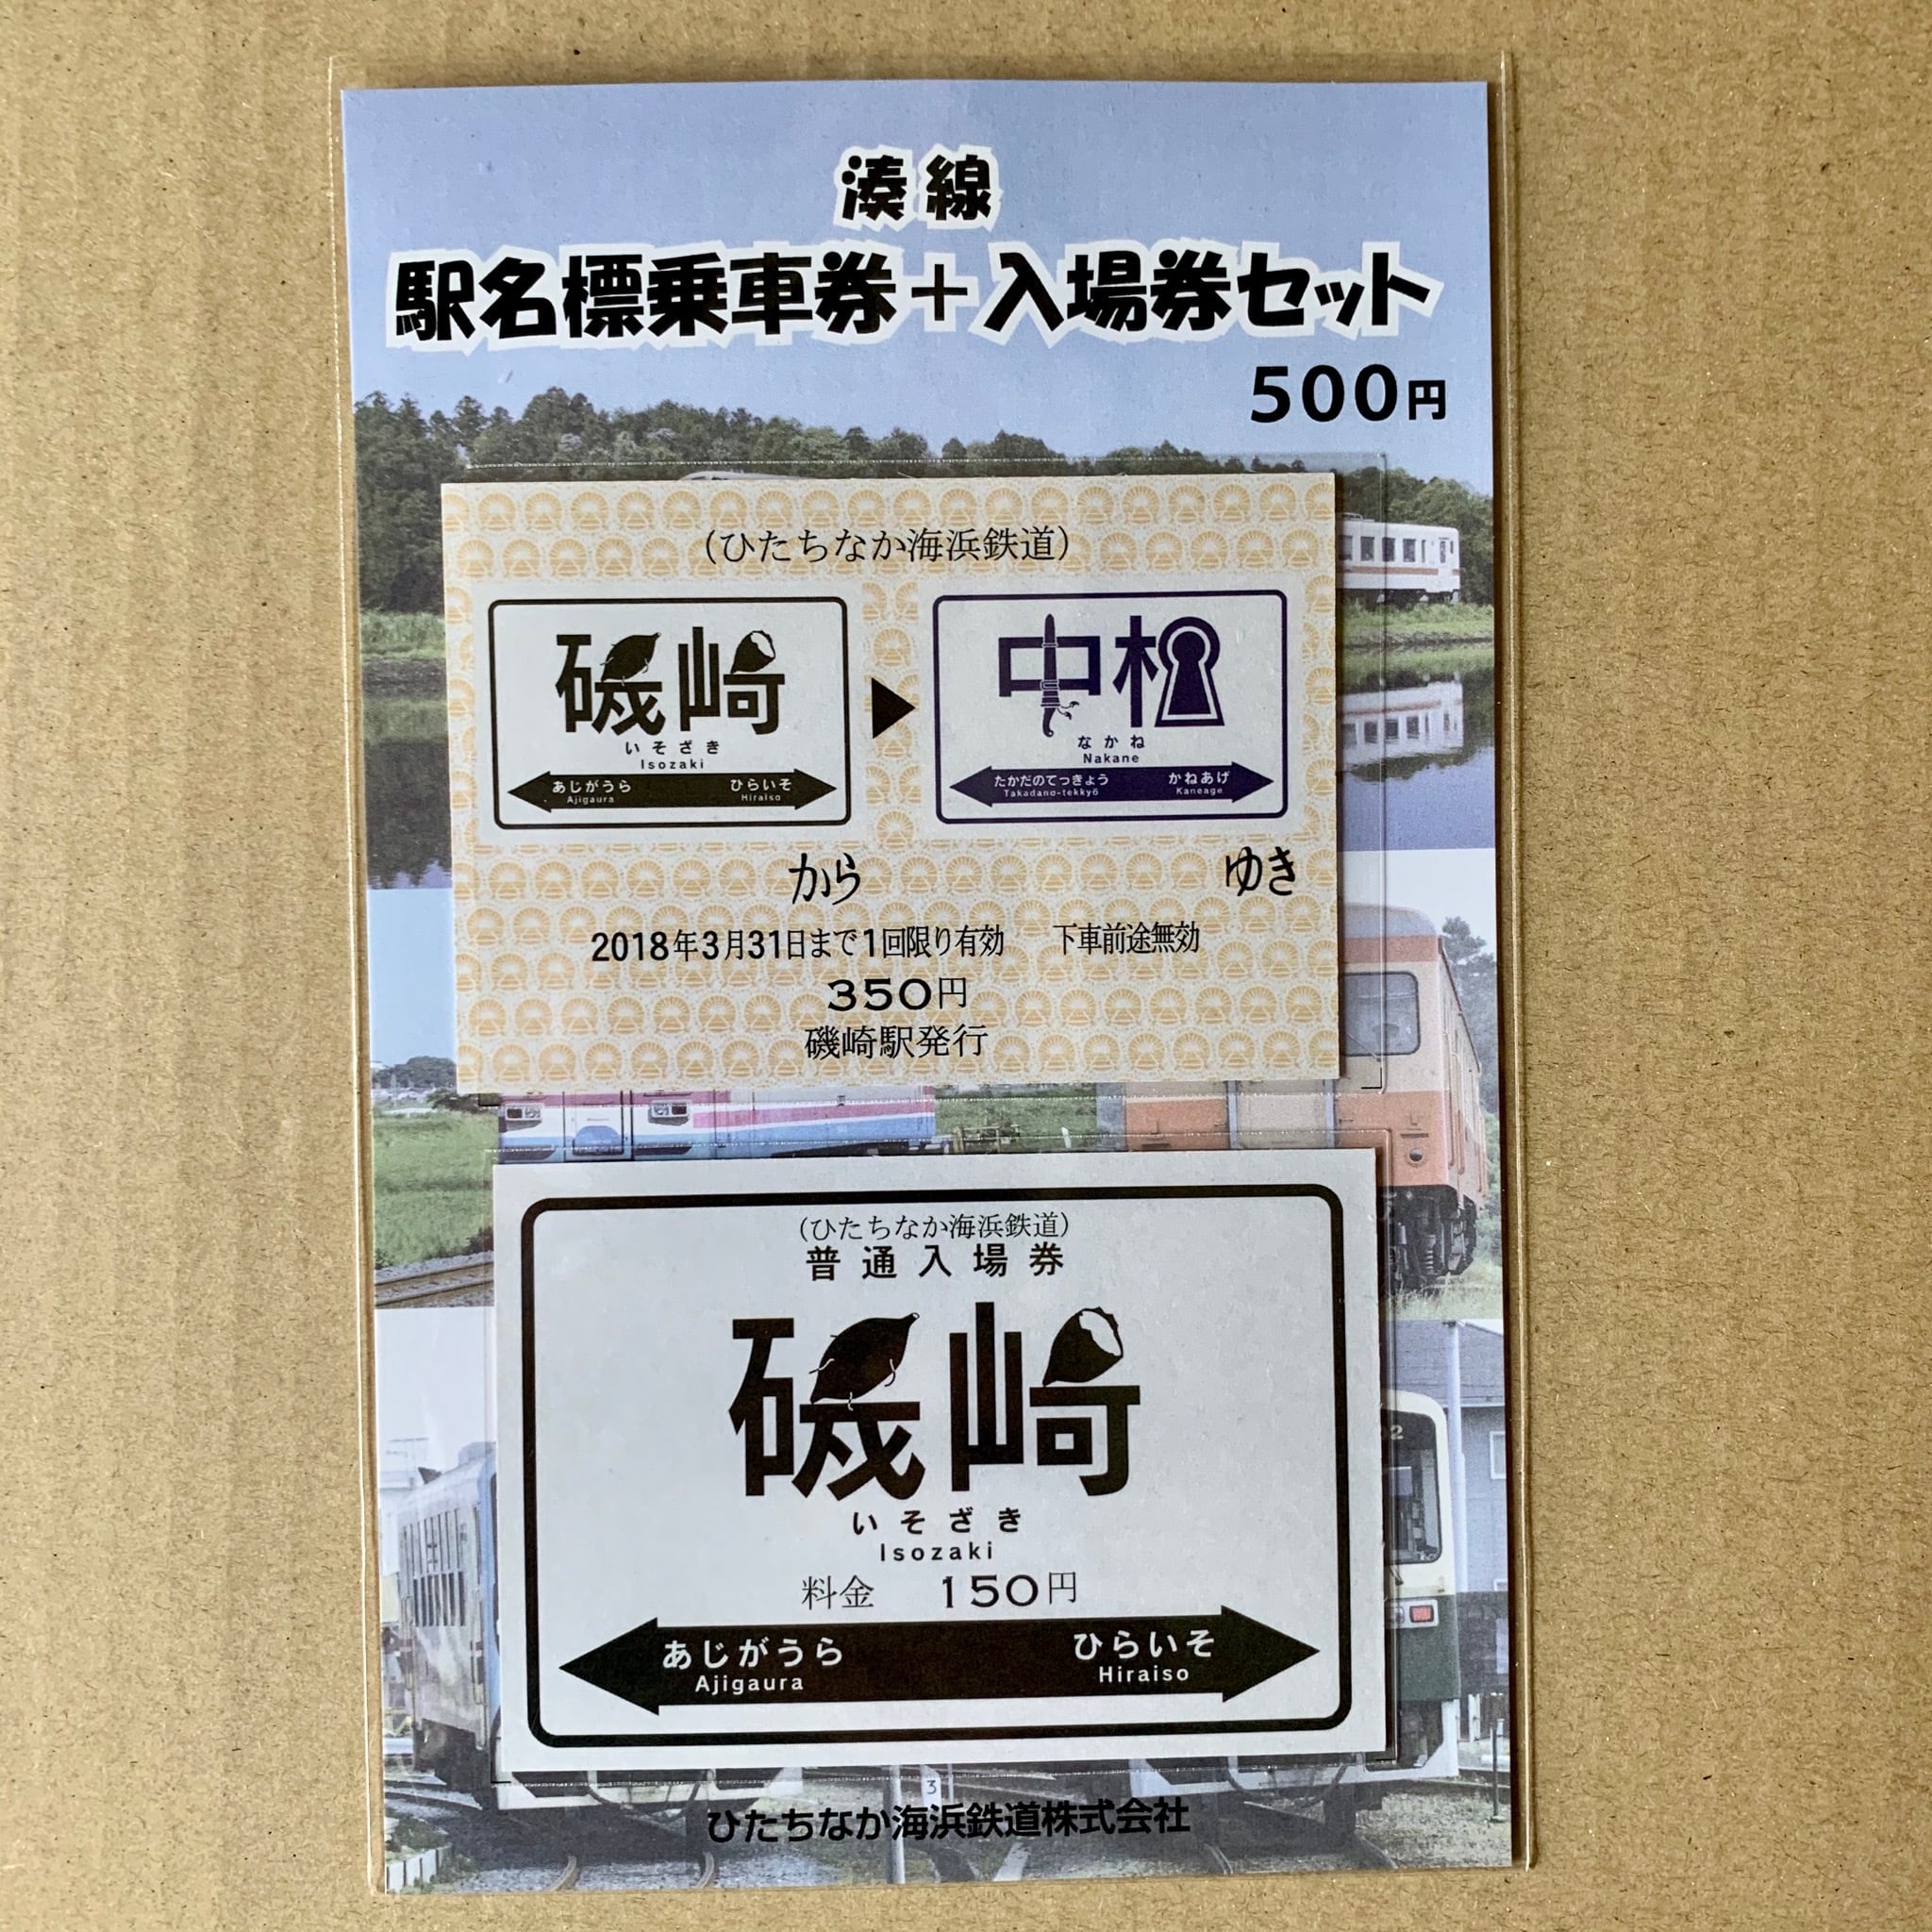 湊線
駅名標乗車券＋入場券セット
500円
（ひたちなか海浜鉄道）
磯崎
いそざき
Isozaki
あじがうら ひらいそ
Ajigaura Hiraiso
▶
中根
なかね
Nakane
たかだのてっきょう かねあげ
Takadano-tekkyō Kaneage
から ゆき
2018年3月31日まで1回限り有効 下車前途無効
350円
磯崎駅発行
（ひたちなか海浜鉄道）
普通入場券
磯崎
いそざき
Isozaki
料金 150円
あじがうら ひらいそ
Ajigaura Hiraiso
3
ひたちなか海浜鉄道株式会社